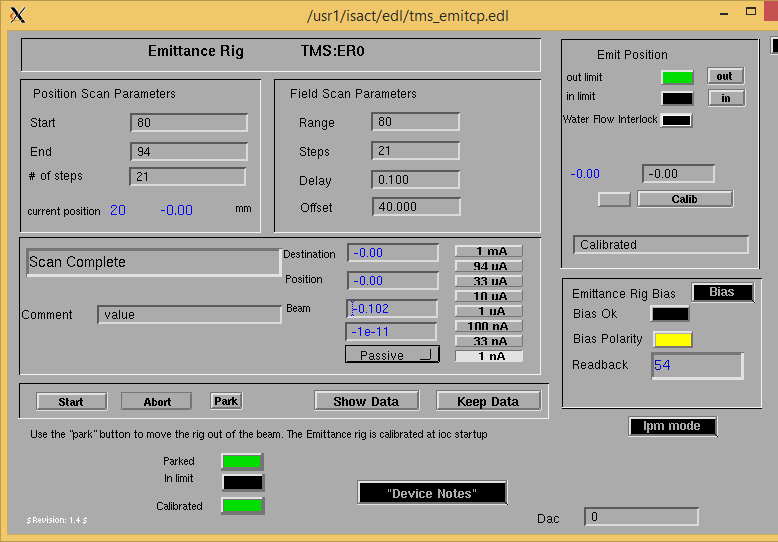 X
/usr1/isact/edl/tms_emitcp.edl
Emittance Rig TMS:ER0
Position Scan Parameters
Start 80
End 94
# of steps 21
current position 20 -0.00 mm
Field Scan Parameters
Range 80
Steps 21
Delay 0.100
Offset 40.000
Emit Position
out limit out
in limit in
Water Flow Interlock
-0.00 -0.00
Calib
Calibrated
Scan Complete
Comment value
Destination -0.00
Position -0.00
Beam -0.102
-1e-11
Passive
1 mA
94 uA
33 uA
10 uA
1 uA
100 nA
33 nA
1 nA
Emittance Rig Bias Bias
Bias Ok
Bias Polarity
Readback 54
Start Abort Park Show Data Keep Data
Ipm mode
Use the "park" button to move the rig out of the beam. The Emittance rig is calibrated at ioc startup
Parked
In limit
Calibrated
"Device Notes"
$Revision: 1.4 $
Dac 0